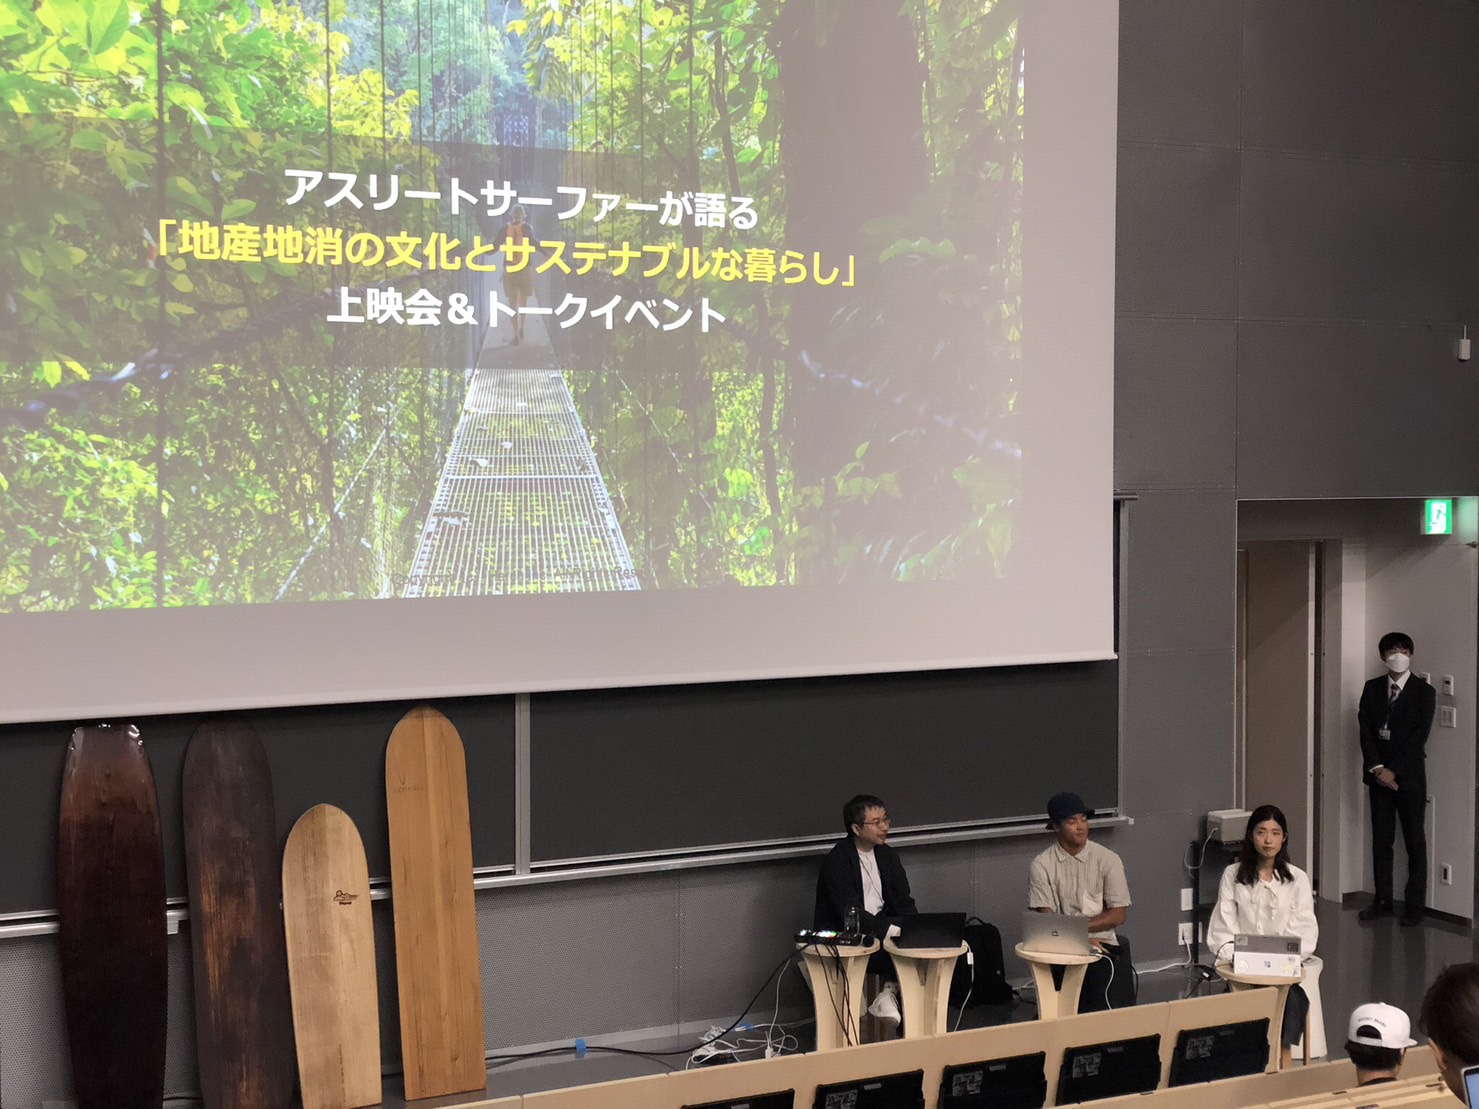 アスリートサーファーが語る
「地産地消の文化とサステナブルな暮らし」
上映会＆トークイベント